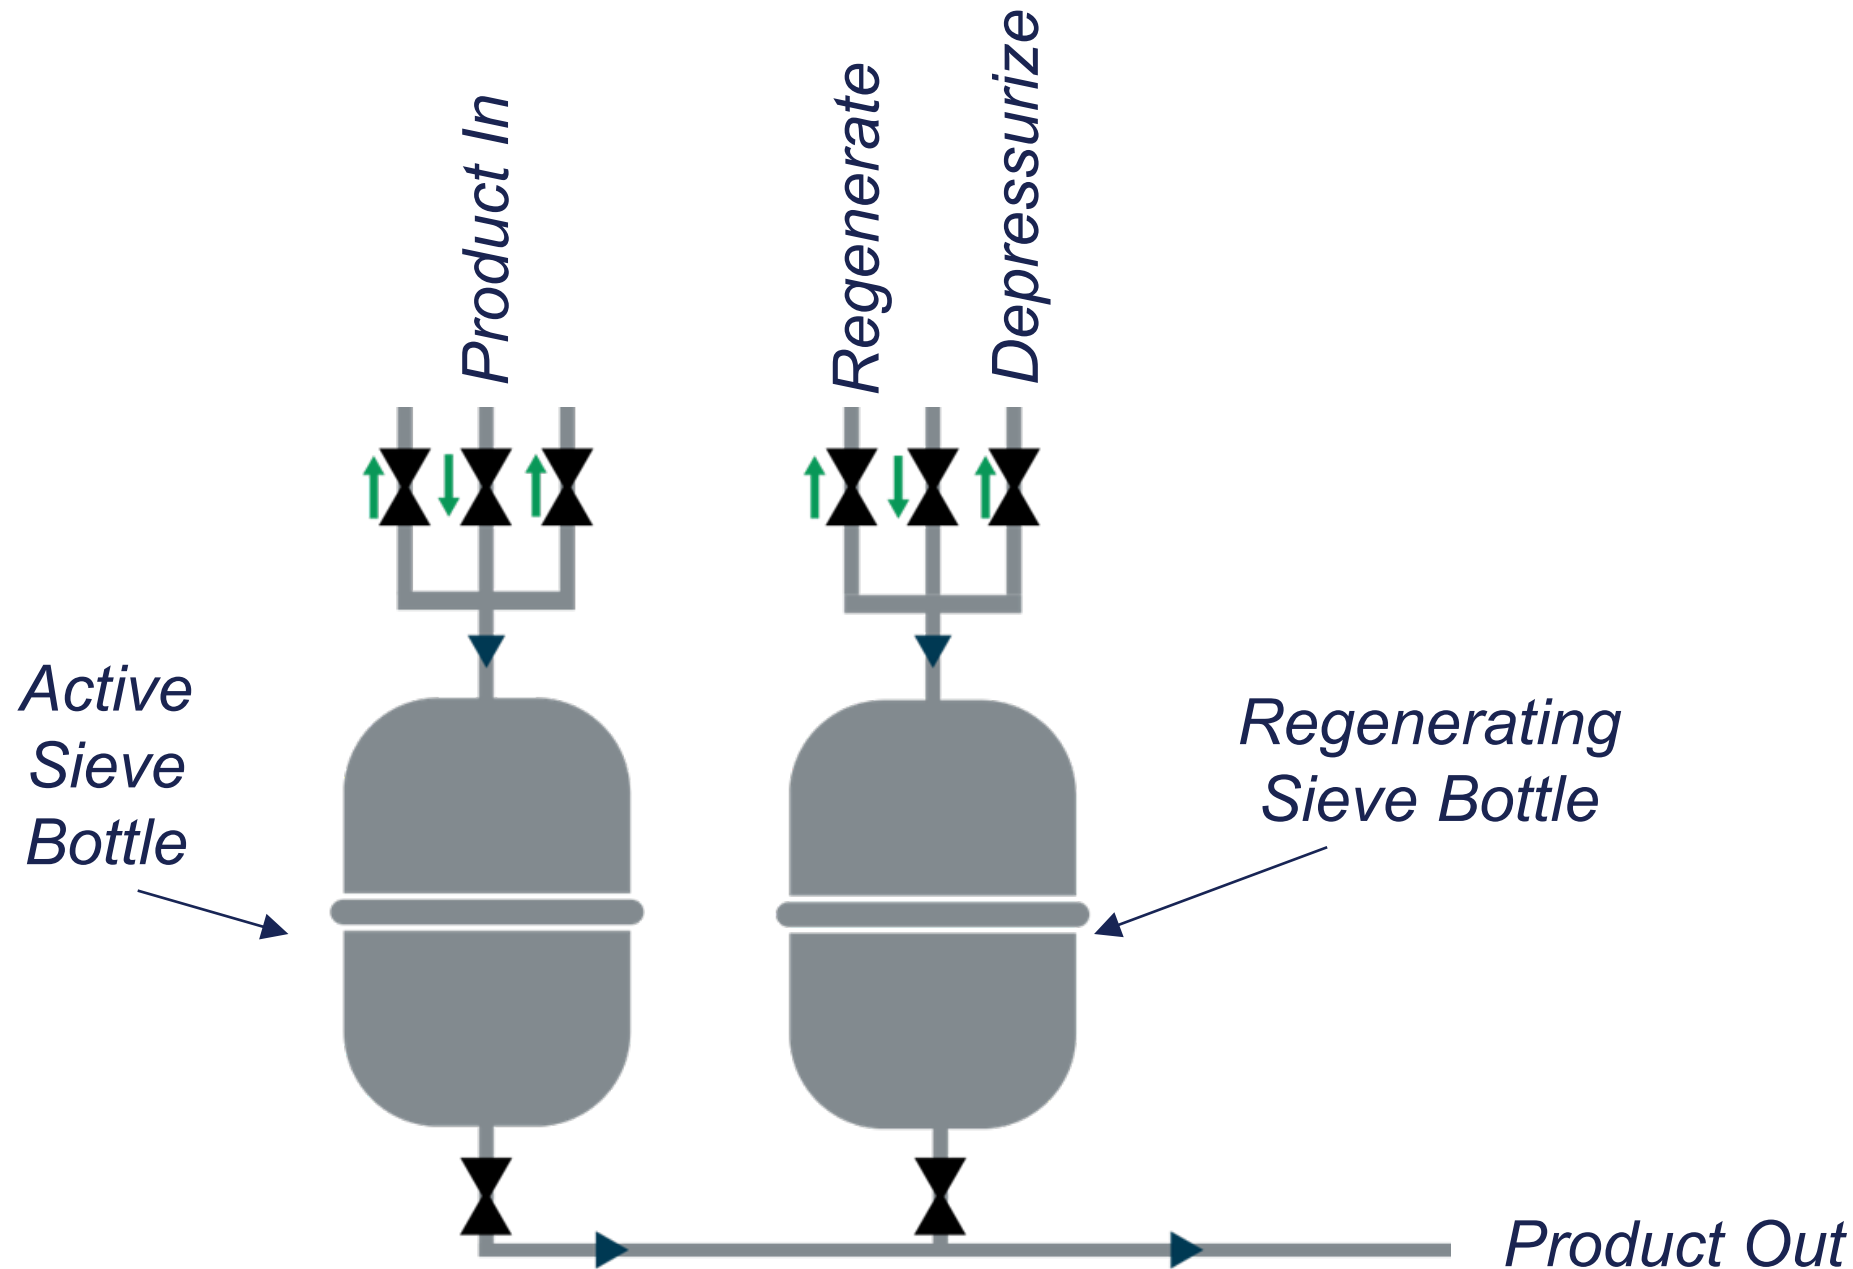 Product In
Regenerate
Depressurize
Active
Sieve
Bottle
Regenerating
Sieve Bottle
Product Out